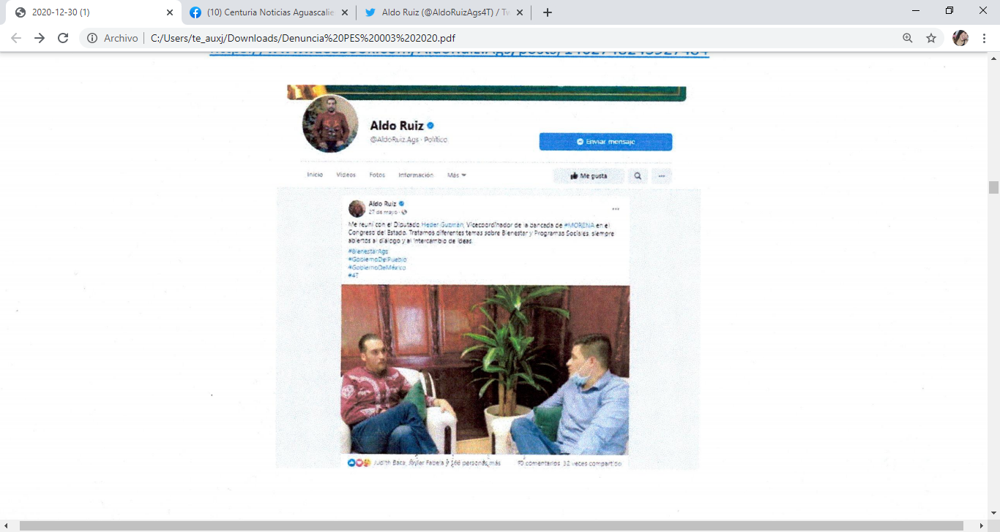 2020-12-30 (1)
(10) Centuria Noticias Aguascalie
Aldo Ruiz (@AldoRuizAgs4T) / Tw
Archivo
C:/Users/te_auxj/Downloads/Denuncia%20PES%20003%202020.pdf
Aldo Ruiz
@AldoRuiz.Ags · Político
Enviar mensaje
Inicio Videos Fotos Información Más
Me gusta
Aldo Ruiz
27 de mayo ·
Me reuní con el Diputado Heder Guzmán, Vicecoordinador de la bancada de #MORENA en el
Congreso del Estado. Tratamos diferentes temas sobre Bienestar y Programas Sociales, siempre
abiertos al diálogo y al intercambio de ideas.
#BienestarAgs
#GobiernoDelPueblo
#GobiernoDeMéxico
#4T
Judith Baca, Javier Fabela y 166 personas más
comentarios 32 veces compartido